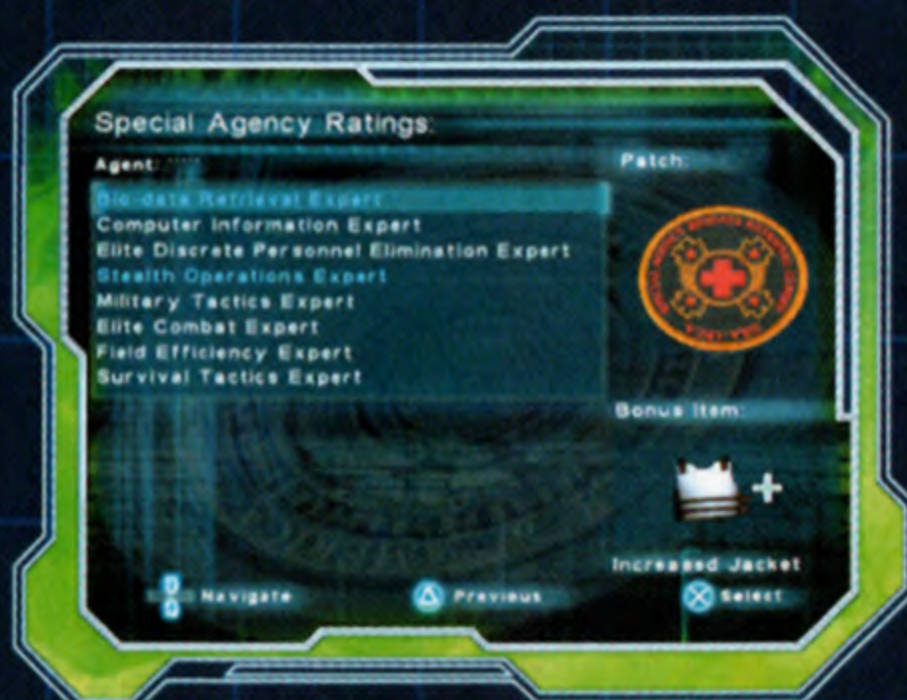 Special Agency Ratings:
Agent:
Patch:
Bio-data Retrieval Expert
Computer Information Expert
Elite Discrete Personnel Elimination Expert
Stealth Operations Expert
Military Tactics Expert
Elite Combat Expert
Field Efficiency Expert
Survival Tactics Expert
Bonus Item:
Increased Jacket
Navigate
Previous
Select